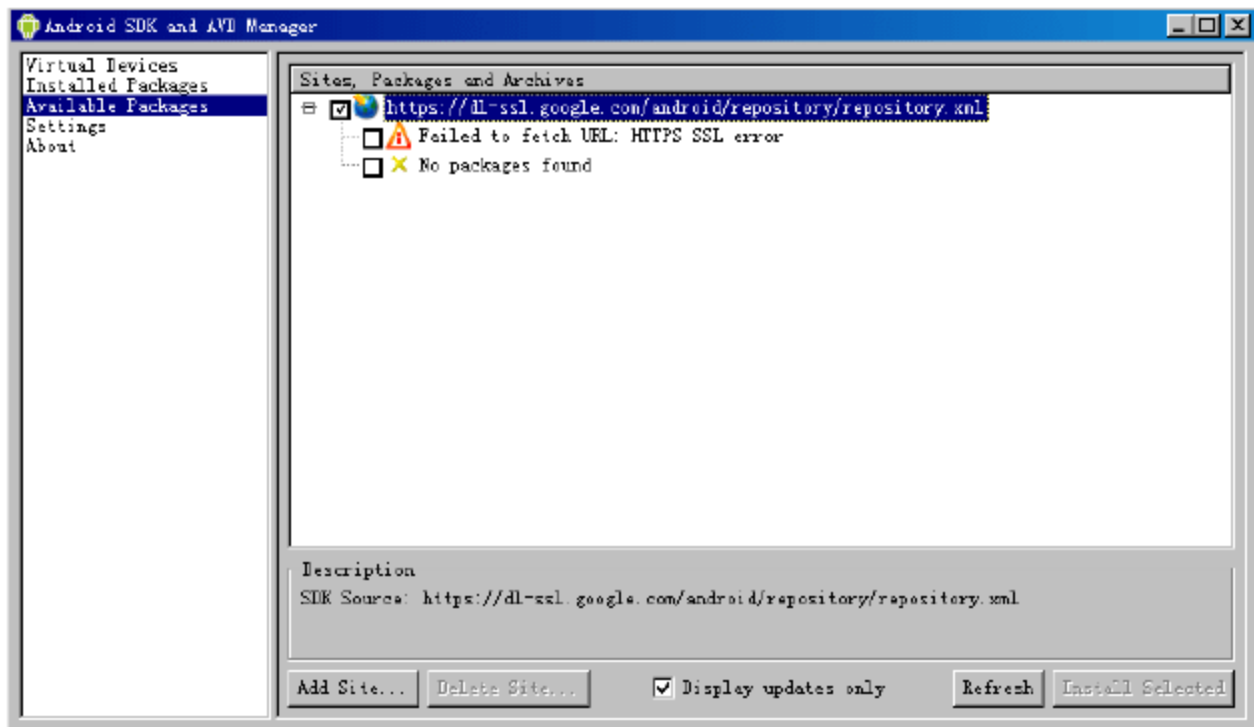 Android SDK and AVD Manager
Virtual Devices
Installed Packages
Available Packages
Settings
About
Sites, Packages and Archives
https://dl-ssl.google.com/android/repository/repository.xml
Failed to fetch URL: HTTPS SSL error
No packages found
Description
SDK Source: https://dl-ssl.google.com/android/repository/repository.xml
Add Site...
Delete Site...
Display updates only
Refresh
Install Selected